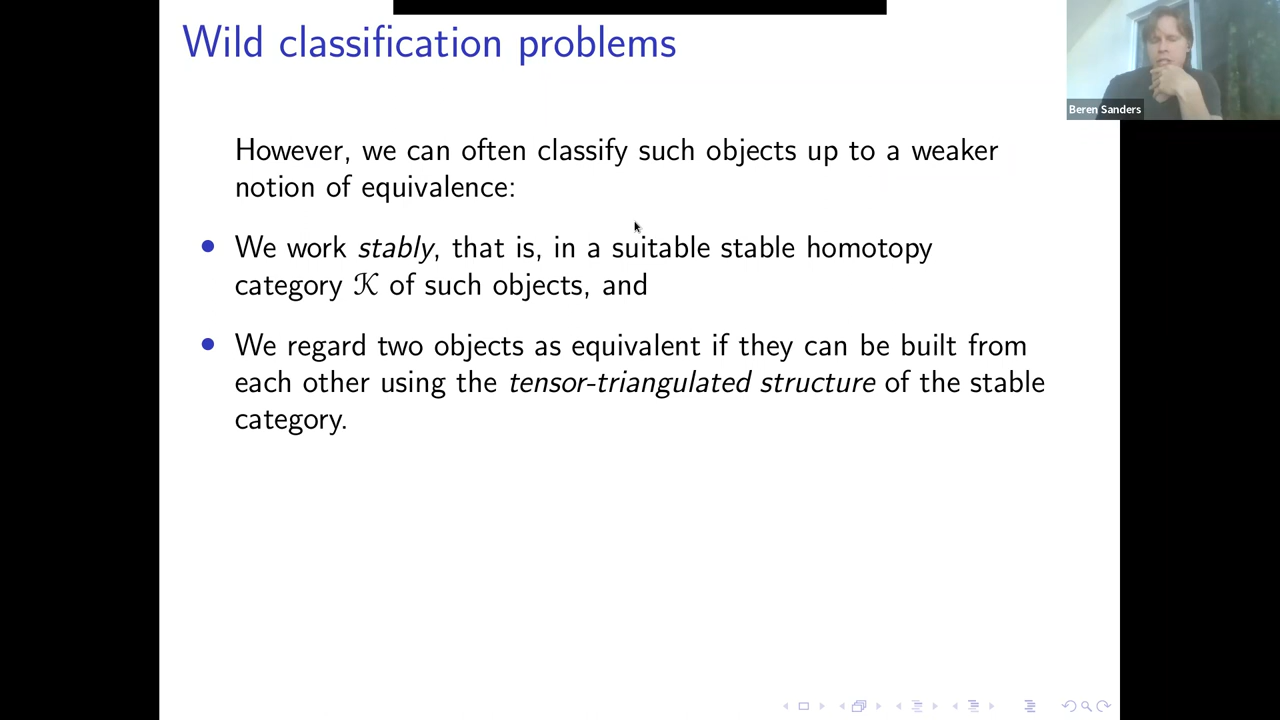 Wild classification problems
Beren Sanders
However, we can often classify such objects up to a weaker
notion of equivalence:
• We work stably, that is, in a suitable stable homotopy
category 𝒦 of such objects, and
• We regard two objects as equivalent if they can be built from
each other using the tensor-triangulated structure of the stable
category.